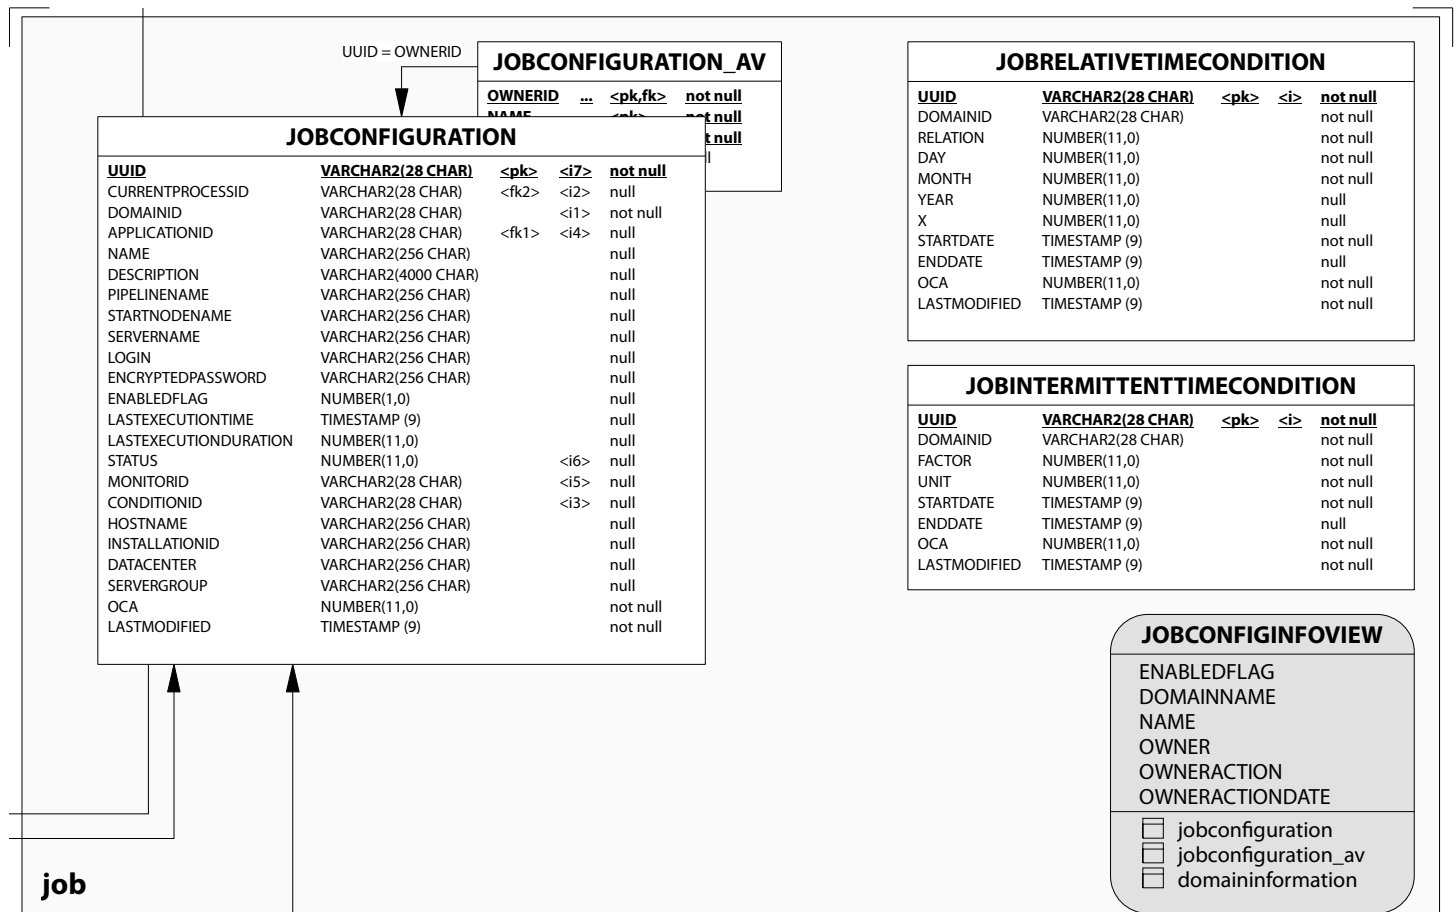 UUID = OWNERID
JOBCONFIGURATION_AV
OWNERID ... <pk,fk> not null
JOBCONFIGURATION
UUID VARCHAR2(28 CHAR) <pk> <i7> not null
CURRENTPROCESSID VARCHAR2(28 CHAR) <fk2> <i2> null
DOMAINID VARCHAR2(28 CHAR) <i1> not null
APPLICATIONID VARCHAR2(28 CHAR) <fk1> <i4> null
NAME VARCHAR2(256 CHAR) null
DESCRIPTION VARCHAR2(4000 CHAR) null
PIPELINENAME VARCHAR2(256 CHAR) null
STARTNODENAME VARCHAR2(256 CHAR) null
SERVERNAME VARCHAR2(256 CHAR) null
LOGIN VARCHAR2(256 CHAR) null
ENCRYPTEDPASSWORD VARCHAR2(256 CHAR) null
ENABLEDFLAG NUMBER(1,0) null
LASTEXECUTIONTIME TIMESTAMP (9) null
LASTEXECUTIONDURATION NUMBER(11,0) null
STATUS NUMBER(11,0) <i6> null
MONITORID VARCHAR2(28 CHAR) <i5> null
CONDITIONID VARCHAR2(28 CHAR) <i3> null
HOSTNAME VARCHAR2(256 CHAR) null
INSTALLATIONID VARCHAR2(256 CHAR) null
DATACENTER VARCHAR2(256 CHAR) null
SERVERGROUP VARCHAR2(256 CHAR) null
OCA NUMBER(11,0) not null
LASTMODIFIED TIMESTAMP (9) not null
JOBRELATIVETIMECONDITION
UUID VARCHAR2(28 CHAR) <pk> <i> not null
DOMAINID VARCHAR2(28 CHAR) not null
RELATION NUMBER(11,0) not null
DAY NUMBER(11,0) not null
MONTH NUMBER(11,0) not null
YEAR NUMBER(11,0) null
X NUMBER(11,0) null
STARTDATE TIMESTAMP (9) not null
ENDDATE TIMESTAMP (9) null
OCA NUMBER(11,0) not null
LASTMODIFIED TIMESTAMP (9) not null
JOBINTERMITTENTTIMECONDITION
UUID VARCHAR2(28 CHAR) <pk> <i> not null
DOMAINID VARCHAR2(28 CHAR) not null
FACTOR NUMBER(11,0) not null
UNIT NUMBER(11,0) not null
STARTDATE TIMESTAMP (9) not null
ENDDATE TIMESTAMP (9) null
OCA NUMBER(11,0) not null
LASTMODIFIED TIMESTAMP (9) not null
JOBCONFIGINFOVIEW
ENABLEDFLAG
DOMAINNAME
NAME
OWNER
OWNERACTION
OWNERACTIONDATE
jobconfiguration
jobconfiguration_av
domaininformation
job